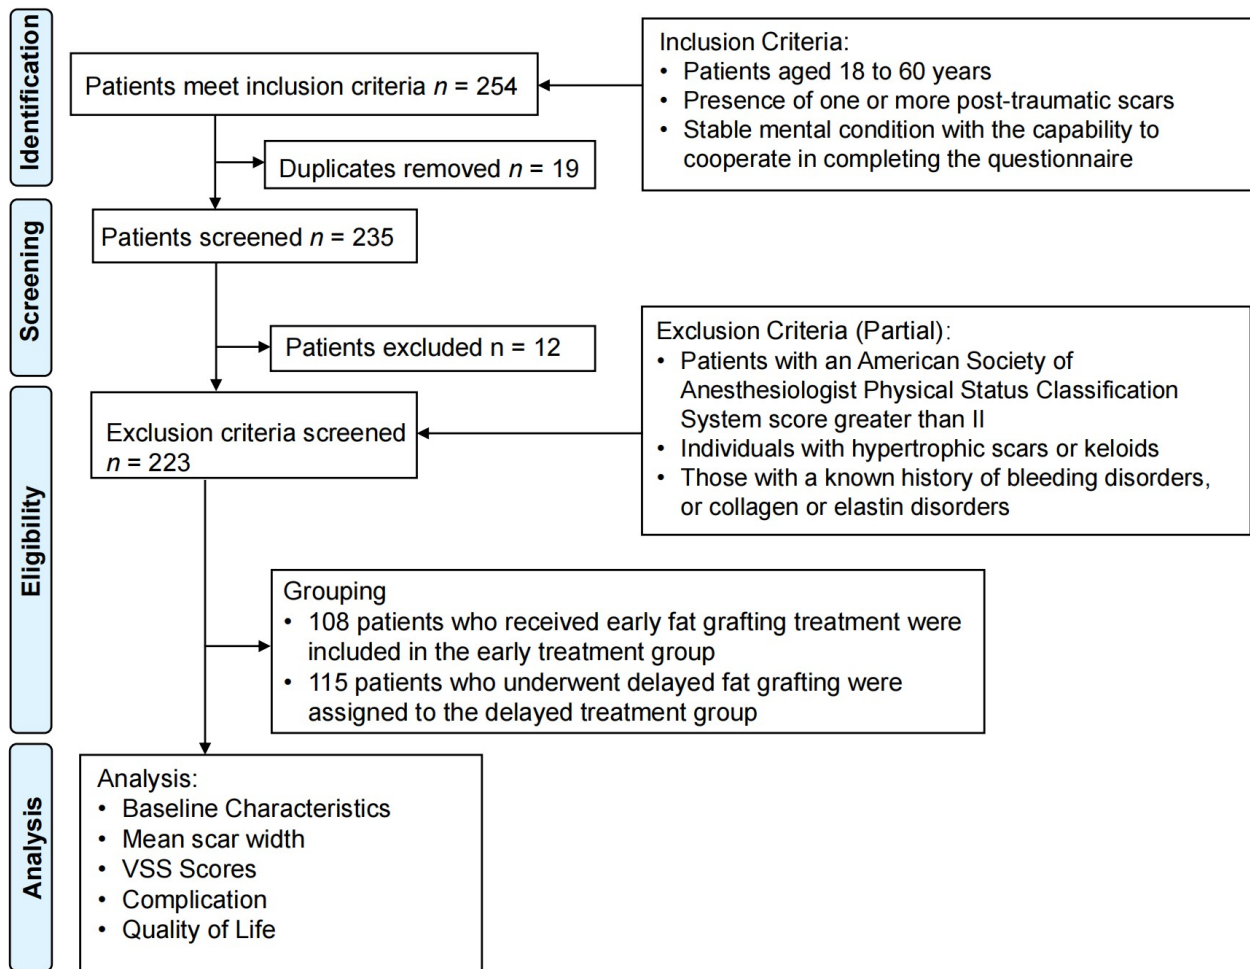 Identification
Patients meet inclusion criteria n = 254
Inclusion Criteria:
• Patients aged 18 to 60 years
• Presence of one or more post-traumatic scars
• Stable mental condition with the capability to
cooperate in completing the questionnaire
Duplicates removed n = 19
Screening
Patients screened n = 235
Patients excluded n = 12
Eligibility
Exclusion criteria screened
n = 223
Exclusion Criteria (Partial):
• Patients with an American Society of
Anesthesiologist Physical Status Classification
System score greater than II
• Individuals with hypertrophic scars or keloids
• Those with a known history of bleeding disorders,
or collagen or elastin disorders
Grouping
• 108 patients who received early fat grafting treatment were
included in the early treatment group
• 115 patients who underwent delayed fat grafting were
assigned to the delayed treatment group
Analysis
Analysis:
• Baseline Characteristics
• Mean scar width
• VSS Scores
• Complication
• Quality of Life